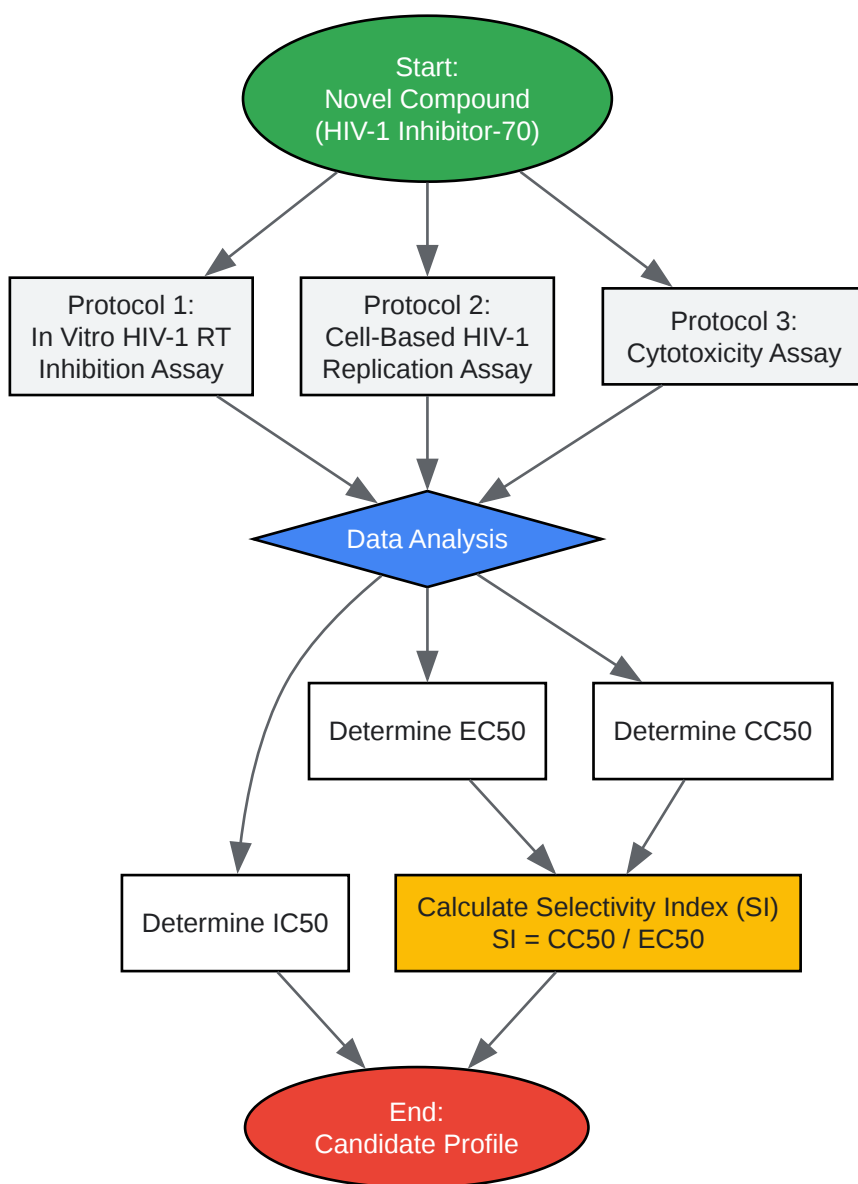 Start:
Novel Compound
(HIV-1 Inhibitor-70)
Protocol 1:
In Vitro HIV-1 RT
Inhibition Assay
Protocol 2:
Cell-Based HIV-1
Replication Assay
Protocol 3:
Cytotoxicity Assay
Data Analysis
Determine EC50
Determine CC50
Determine IC50
Calculate Selectivity Index (SI)
SI = CC50 / EC50
End:
Candidate Profile